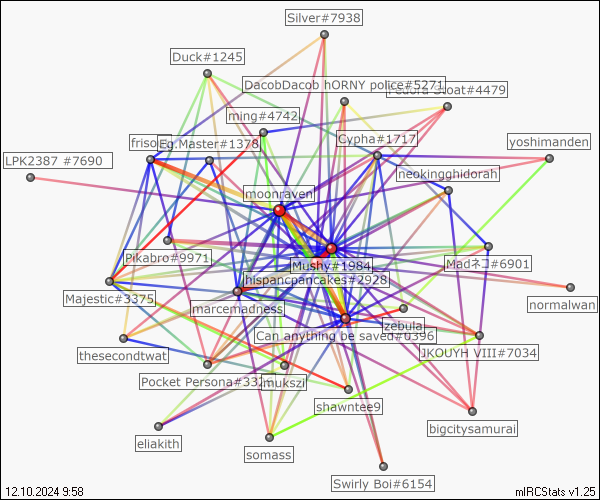 Silver#7938
Duck#1245
DacobDacob hORNY police#5271
#4479
ming#4742
friso
Eg.Master#1378
Cypha#1717
yoshimanden
LPK2387 #7690
neokingghidorah
moonraven
Pikabro#9971
Mushy#1984
Madネコ#6901
hispancpancakes#2928
Majestic#3375
marcemadness
normalwan
zebula
Can anything be saved#0396
thesecondtwat
JKOUYH VIII#7034
Pocket Persona#332
mukszi
shawntee9
bigcitysamurai
eliakith
somass
Swirly Boi#6154
12.10.2024 9:58
mIRCStats v1.25